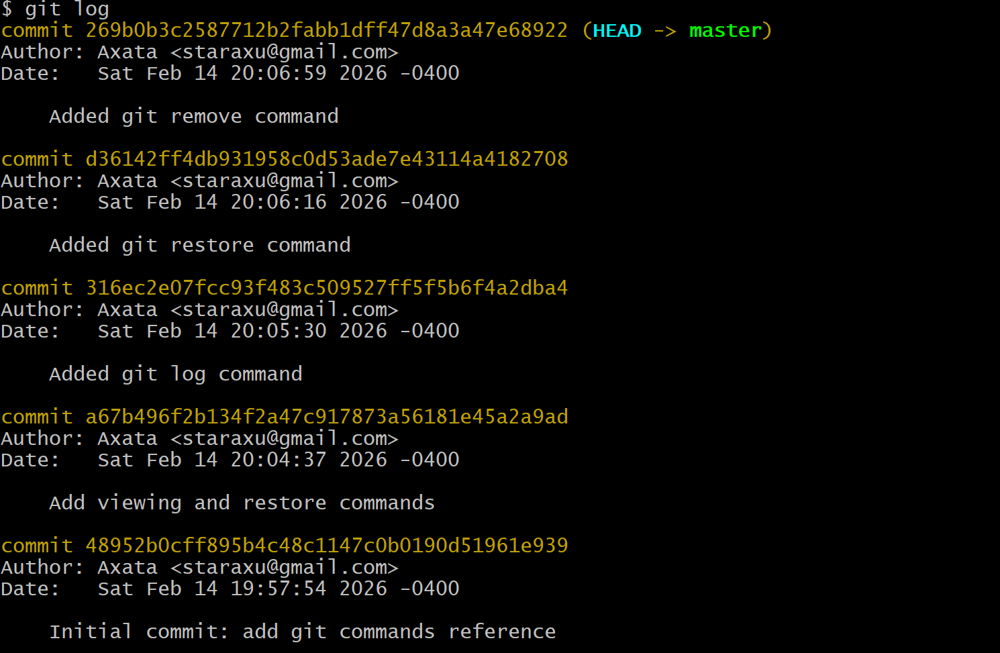 $ git log
commit 269b0b3c2587712b2fabb1dff47d8a3a47e68922 (HEAD -> master)
Author: Axata <staraxu@gmail.com>
Date:   Sat Feb 14 20:06:59 2026 -0400
    Added git remove command
commit d36142ff4db931958c0d53ade7e43114a4182708
Author: Axata <staraxu@gmail.com>
Date:   Sat Feb 14 20:06:16 2026 -0400
    Added git restore command
commit 316ec2e07fcc93f483c509527ff5f5b6f4a2dba4
Author: Axata <staraxu@gmail.com>
Date:   Sat Feb 14 20:05:30 2026 -0400
    Added git log command
commit a67b496f2b134f2a47c917873a56181e45a2a9ad
Author: Axata <staraxu@gmail.com>
Date:   Sat Feb 14 20:04:37 2026 -0400
    Add viewing and restore commands
commit 48952b0cff895b4c48c1147c0b0190d51961e939
Author: Axata <staraxu@gmail.com>
Date:   Sat Feb 14 19:57:54 2026 -0400
    Initial commit: add git commands reference